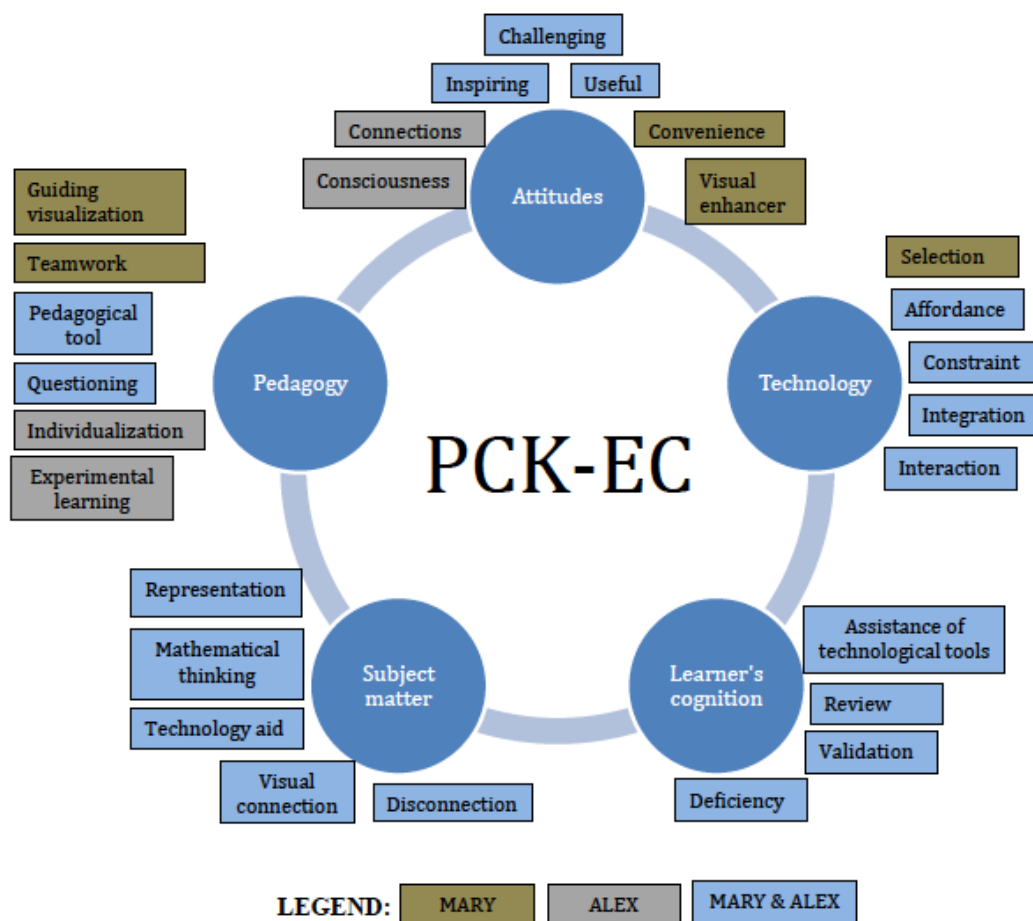 Challenging
Inspiring
Useful
Connections
Convenience
Consciousness
Visual
enhancer
Attitudes
Guiding
visualization
Teamwork
Pedagogical
tool
Questioning
Individualization
Experimental
learning
Pedagogy
Selection
Affordance
Constraint
Integration
Interaction
Technology
PCK-EC
Representation
Mathematical
thinking
Technology aid
Visual
connection
Disconnection
Subject
matter
Learner's
cognition
Assistance of
technological tools
Review
Validation
Deficiency
LEGEND: MARY ALEX MARY & ALEX